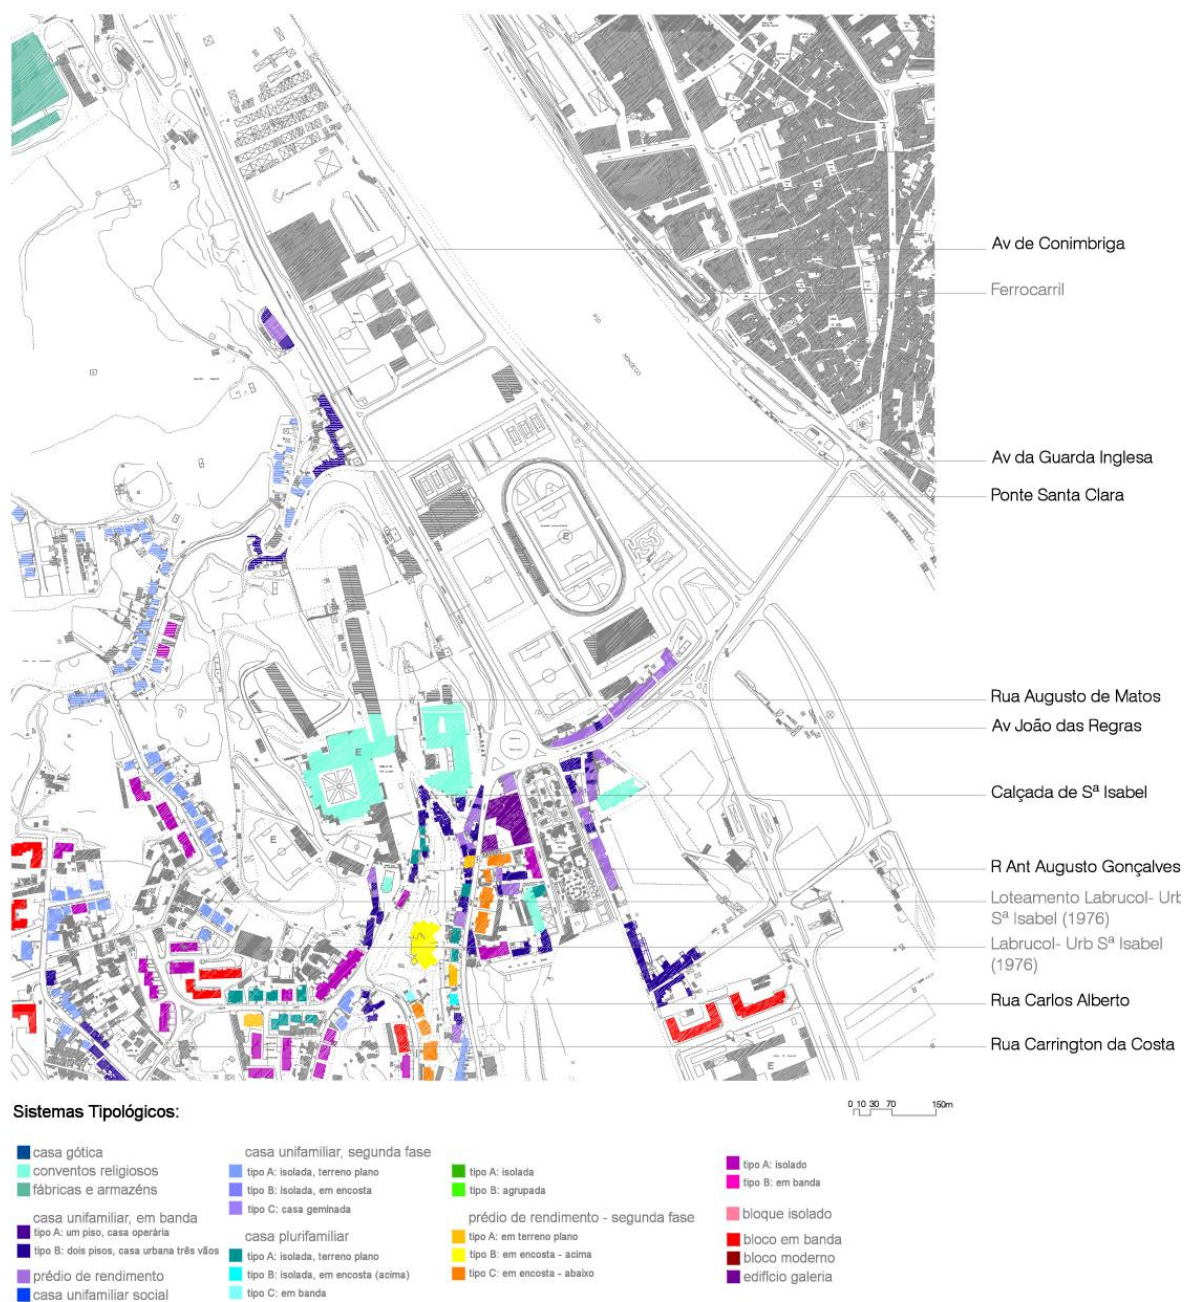 Av de Conimbriga
Ferrocarril
Av da Guarda Inglesa
Ponte Santa Clara
Rua Augusto de Matos
Av João das Regras
Calçada de Sª Isabel
R Ant Augusto Gonçalves
Loteamento Labrucol- Urb
Sª Isabel (1976)
Labrucol- Urb Sª Isabel
(1976)
Rua Carlos Alberto
Rua Carrington da Costa
RIO
MONDEGO
E
E
E
E
E
0 10 30 70 150m
Sistemas Tipológicos:
casa gótica
conventos religiosos
fábricas e armazéns
casa unifamiliar, em banda
tipo A: um piso, casa operária
tipo B: dois pisos, casa urbana três vãos
prédio de rendimento
casa unifamiliar social
casa unifamiliar, segunda fase
tipo A: isolada, terreno plano
tipo B: Isolada, em encosta
tipo C: casa geminada
casa plurifamiliar
tipo A: isolada, terreno plano
tipo B: isolada, em encosta (acima)
tipo C: em banda
tipo A: isolada
tipo B: agrupada
prédio de rendimento - segunda fase
tipo A: em terreno plano
tipo B: em encosta - acima
tipo C: em encosta - abaixo
tipo A: isolado
tipo B: em banda
bloque isolado
bloco em banda
bloco moderno
edifício galeria